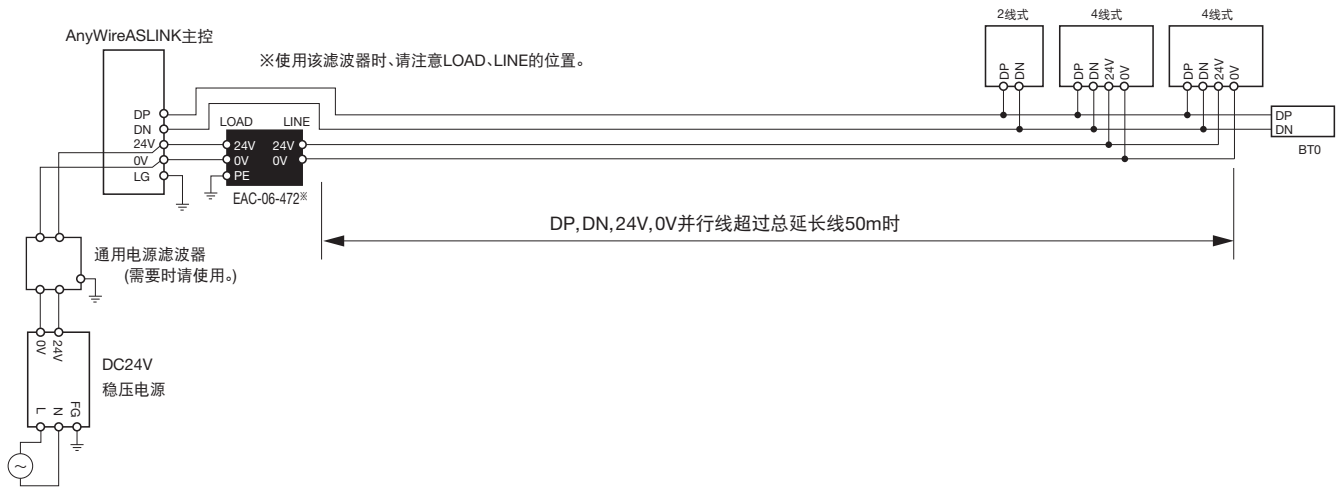 AnyWireASLINK主控
※使用该滤波器时、请注意LOAD、LINE的位置。
2线式
4线式
4线式
DP
DN
DP
DN
24V
0V
DP
DN
24V
0V
DP
DN
24V
0V
LG
LOAD
LINE
24V
24V
0V
0V
PE
EAC-06-472※
DP
DN
BT0
DP,DN,24V,0V并行线超过总延长线50m时
通用电源滤波器
(需要时请使用。)
0V
24V
DC24V
稳压电源
L
N
FG